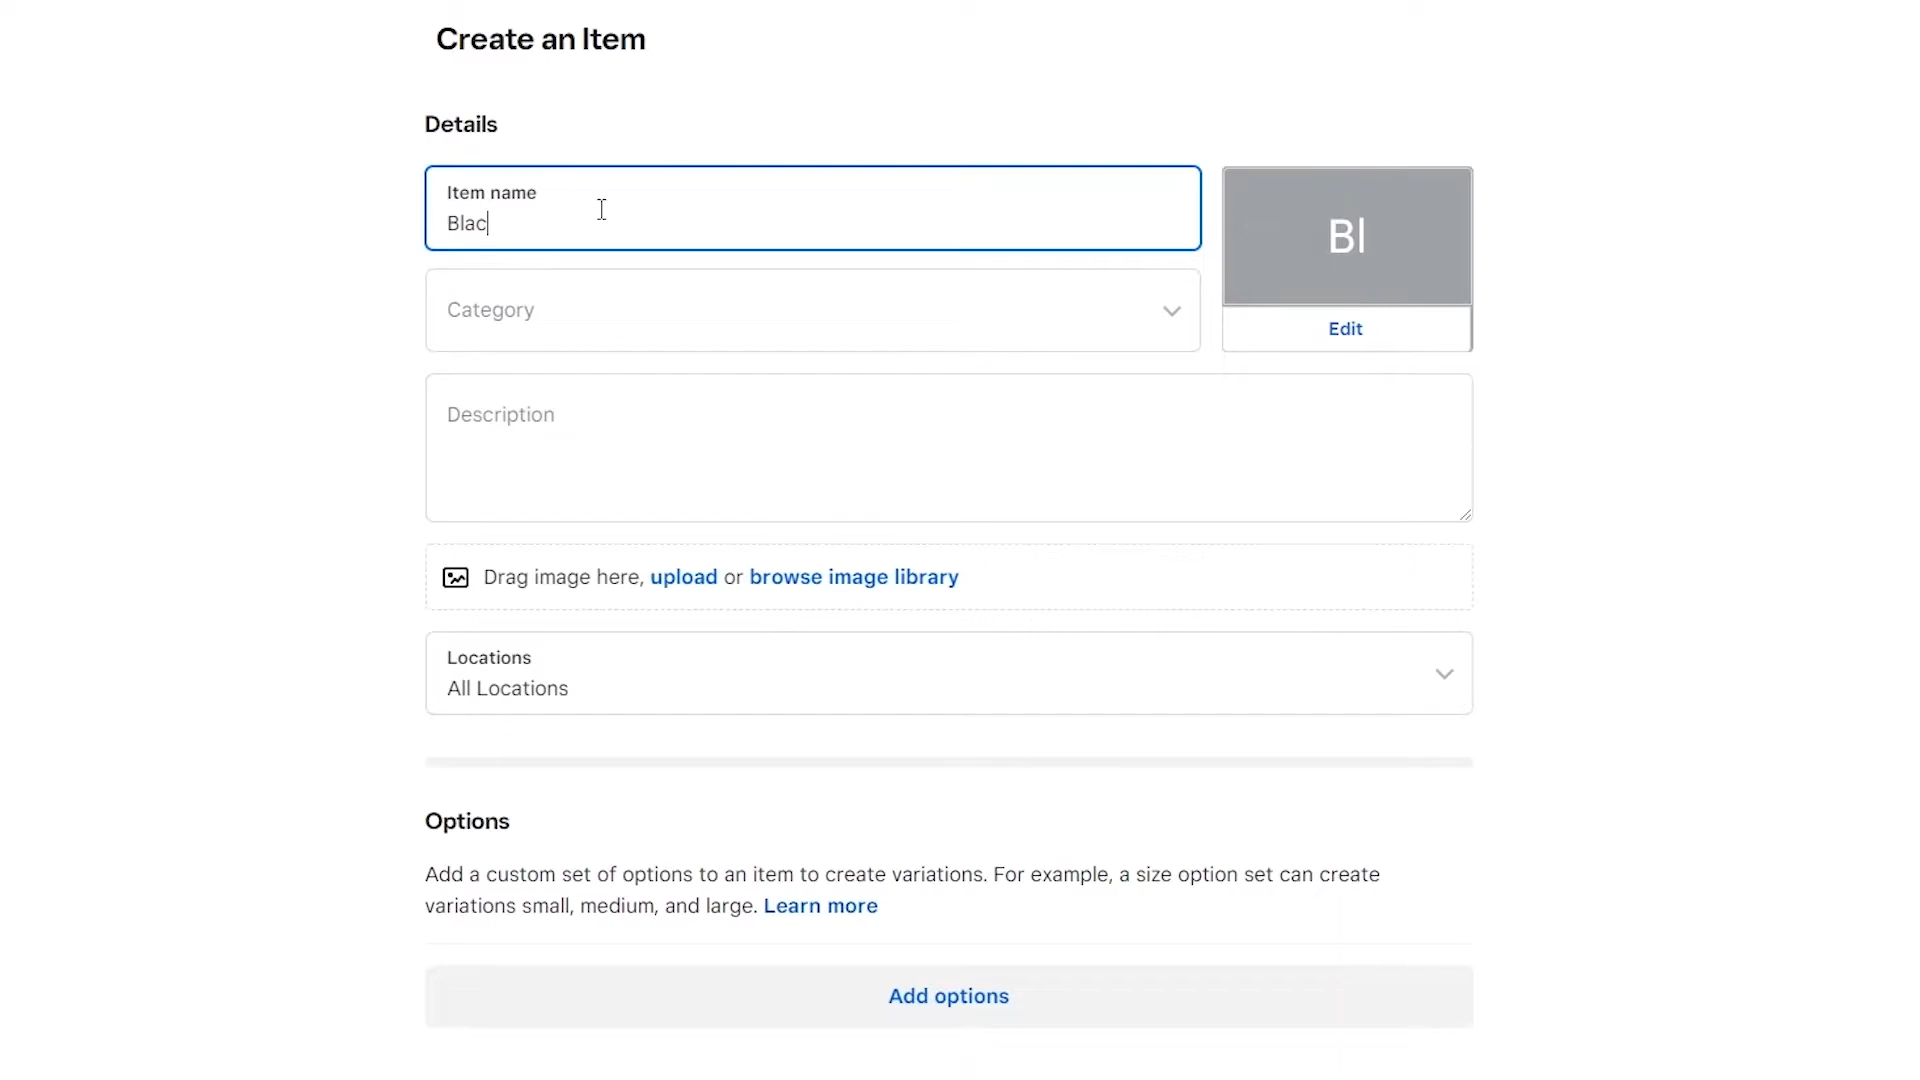 Create an Item
Details
Item name
Blac
Bl
Category
Edit
Description
Drag image here, upload or browse image library
Locations
All Locations
Options
Add a custom set of options to an item to create variations. For example, a size option set can create
variations small, medium, and large. Learn more
Add options